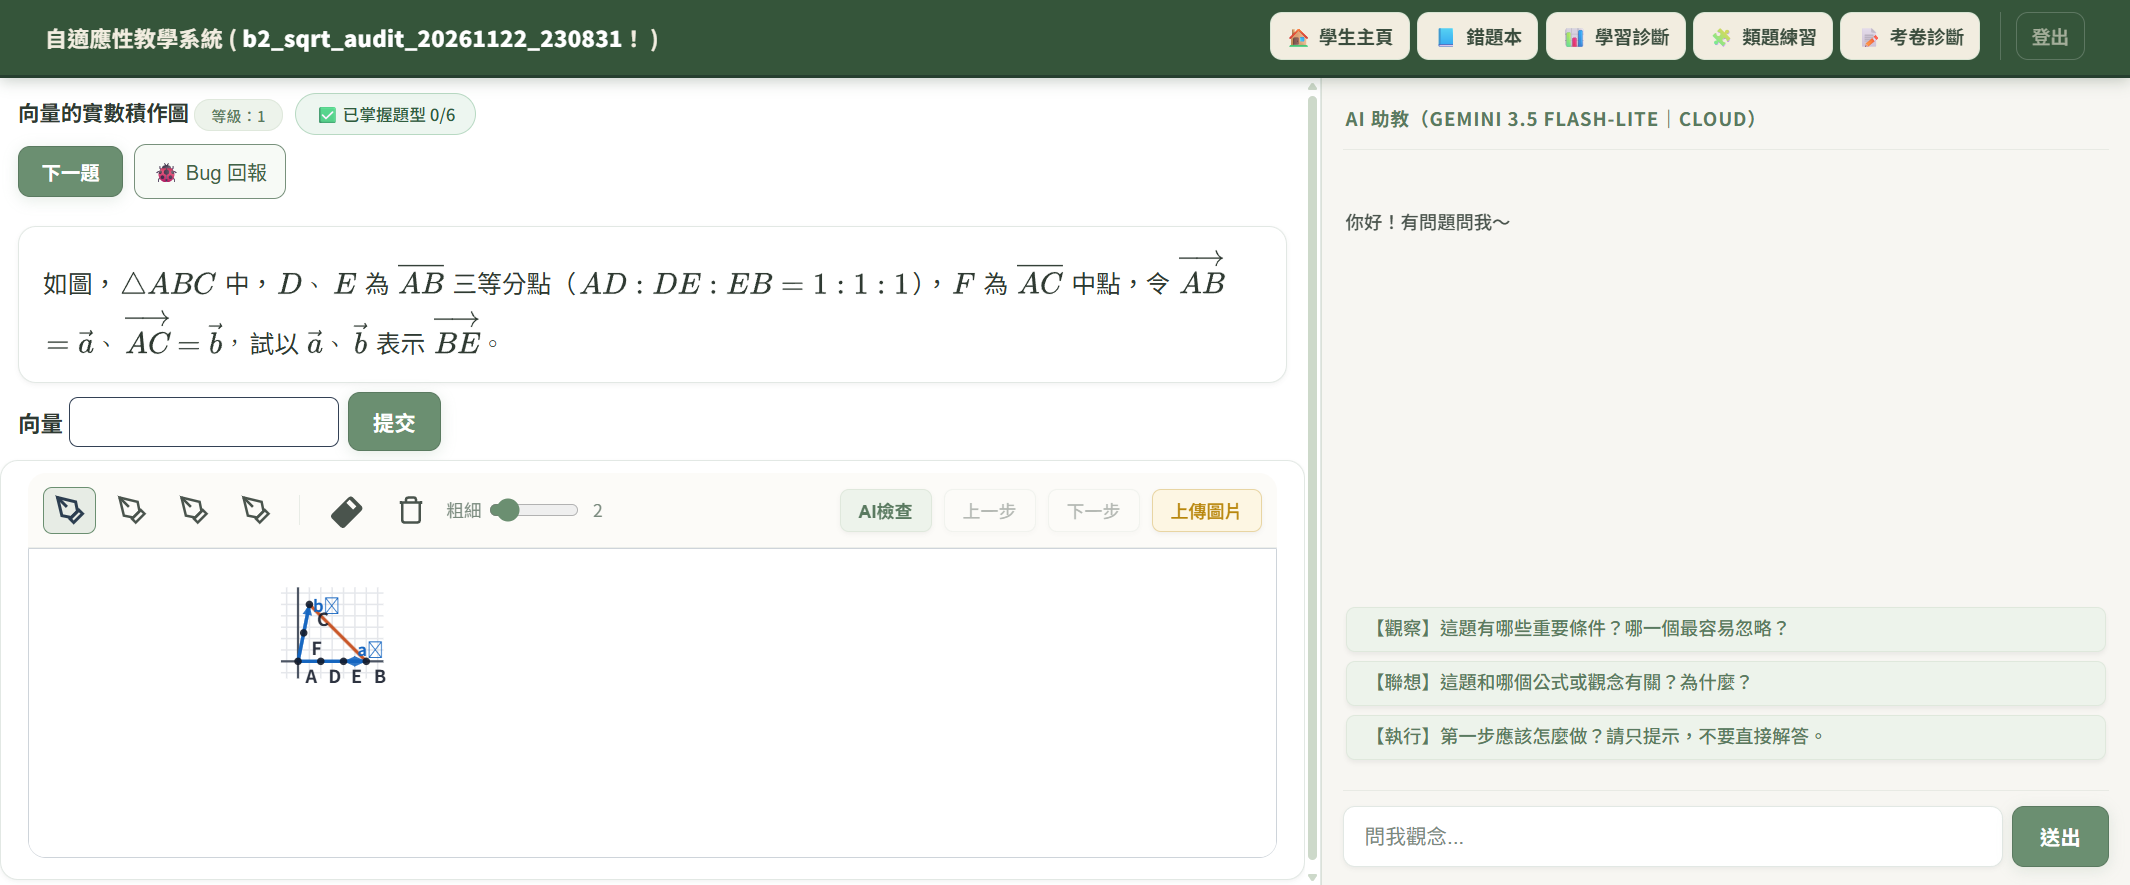 自適應性教學系統 ( b2_sqrt_audit_20261122_230831！ )
🏠 學生主頁
📘 錯題本
📊 學習診斷
🧩 類題練習
📝 考卷診斷
登出
向量的實數積作圖
等級：1
✅ 已掌握題型 0/6
下一題
🐞 Bug 回報
如圖，△ABC 中，D、E 為 \overline{AB} 三等分點（AD : DE : EB = 1 : 1 : 1），F 為 \overline{AC} 中點，令 \overrightarrow{AB}
= \vec{a}、\overrightarrow{AC} = \vec{b}，試以 \vec{a}、\vec{b} 表示 \overrightarrow{BE}。
向量
提交
粗細
2
AI檢查
上一步
下一步
上傳圖片
b
C
F
a
A D E B
AI 助教（GEMINI 3.5 FLASH-LITE｜CLOUD）
你好！有問題問我～
【觀察】這題有哪些重要條件？哪一個最容易忽略？
【聯想】這題和哪個公式或觀念有關？為什麼？
【執行】第一步應該怎麼做？請只提示，不要直接解答。
問我觀念...
送出